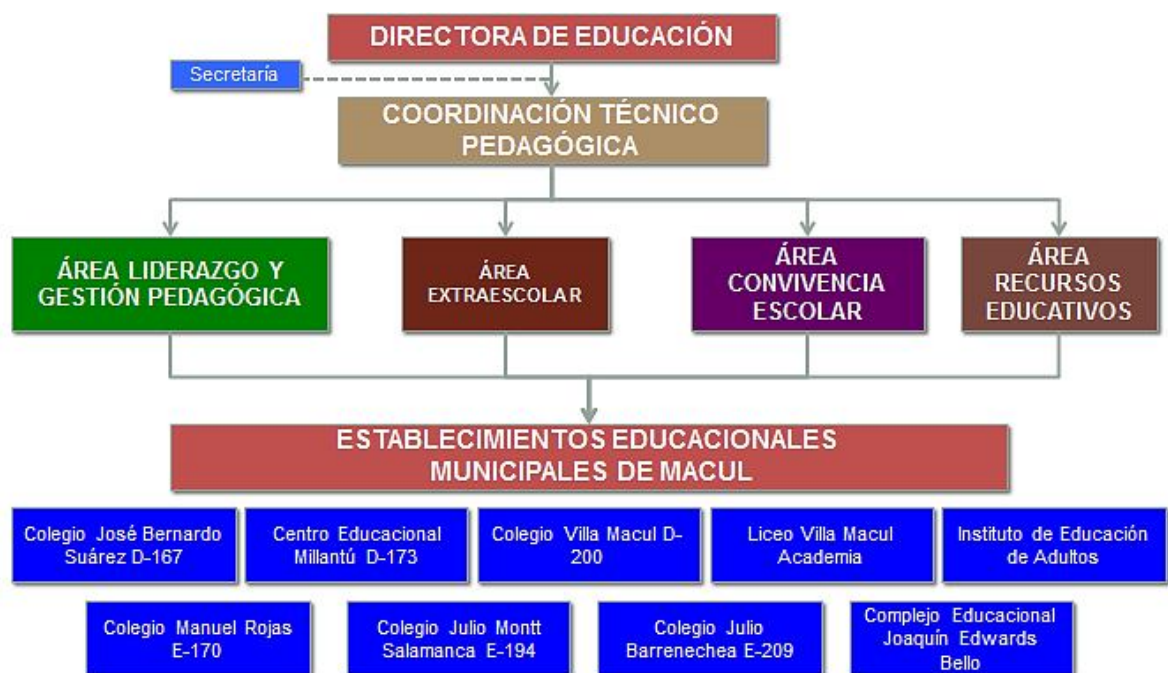 DIRECTORA DE EDUCACIÓN
Secretaría
COORDINACIÓN TÉCNICO
PEDAGÓGICA
ÁREA LIDERAZGO Y
GESTIÓN PEDAGÓGICA
ÁREA
EXTRAESCOLAR
ÁREA
CONVIVENCIA
ESCOLAR
ÁREA
RECURSOS
EDUCATIVOS
ESTABLECIMIENTOS EDUCACIONALES
MUNICIPALES DE MACUL
Colegio José Bernardo
Suárez D-167
Centro Educacional
Millantú D-173
Colegio Villa Macul D-
200
Liceo Villa Macul
Academia
Instituto de Educación
de Adultos
Colegio Manuel Rojas
E-170
Colegio Julio Montt
Salamanca E-194
Colegio Julio
Barrenechea E-209
Complejo Educacional
Joaquín Edwards
Bello